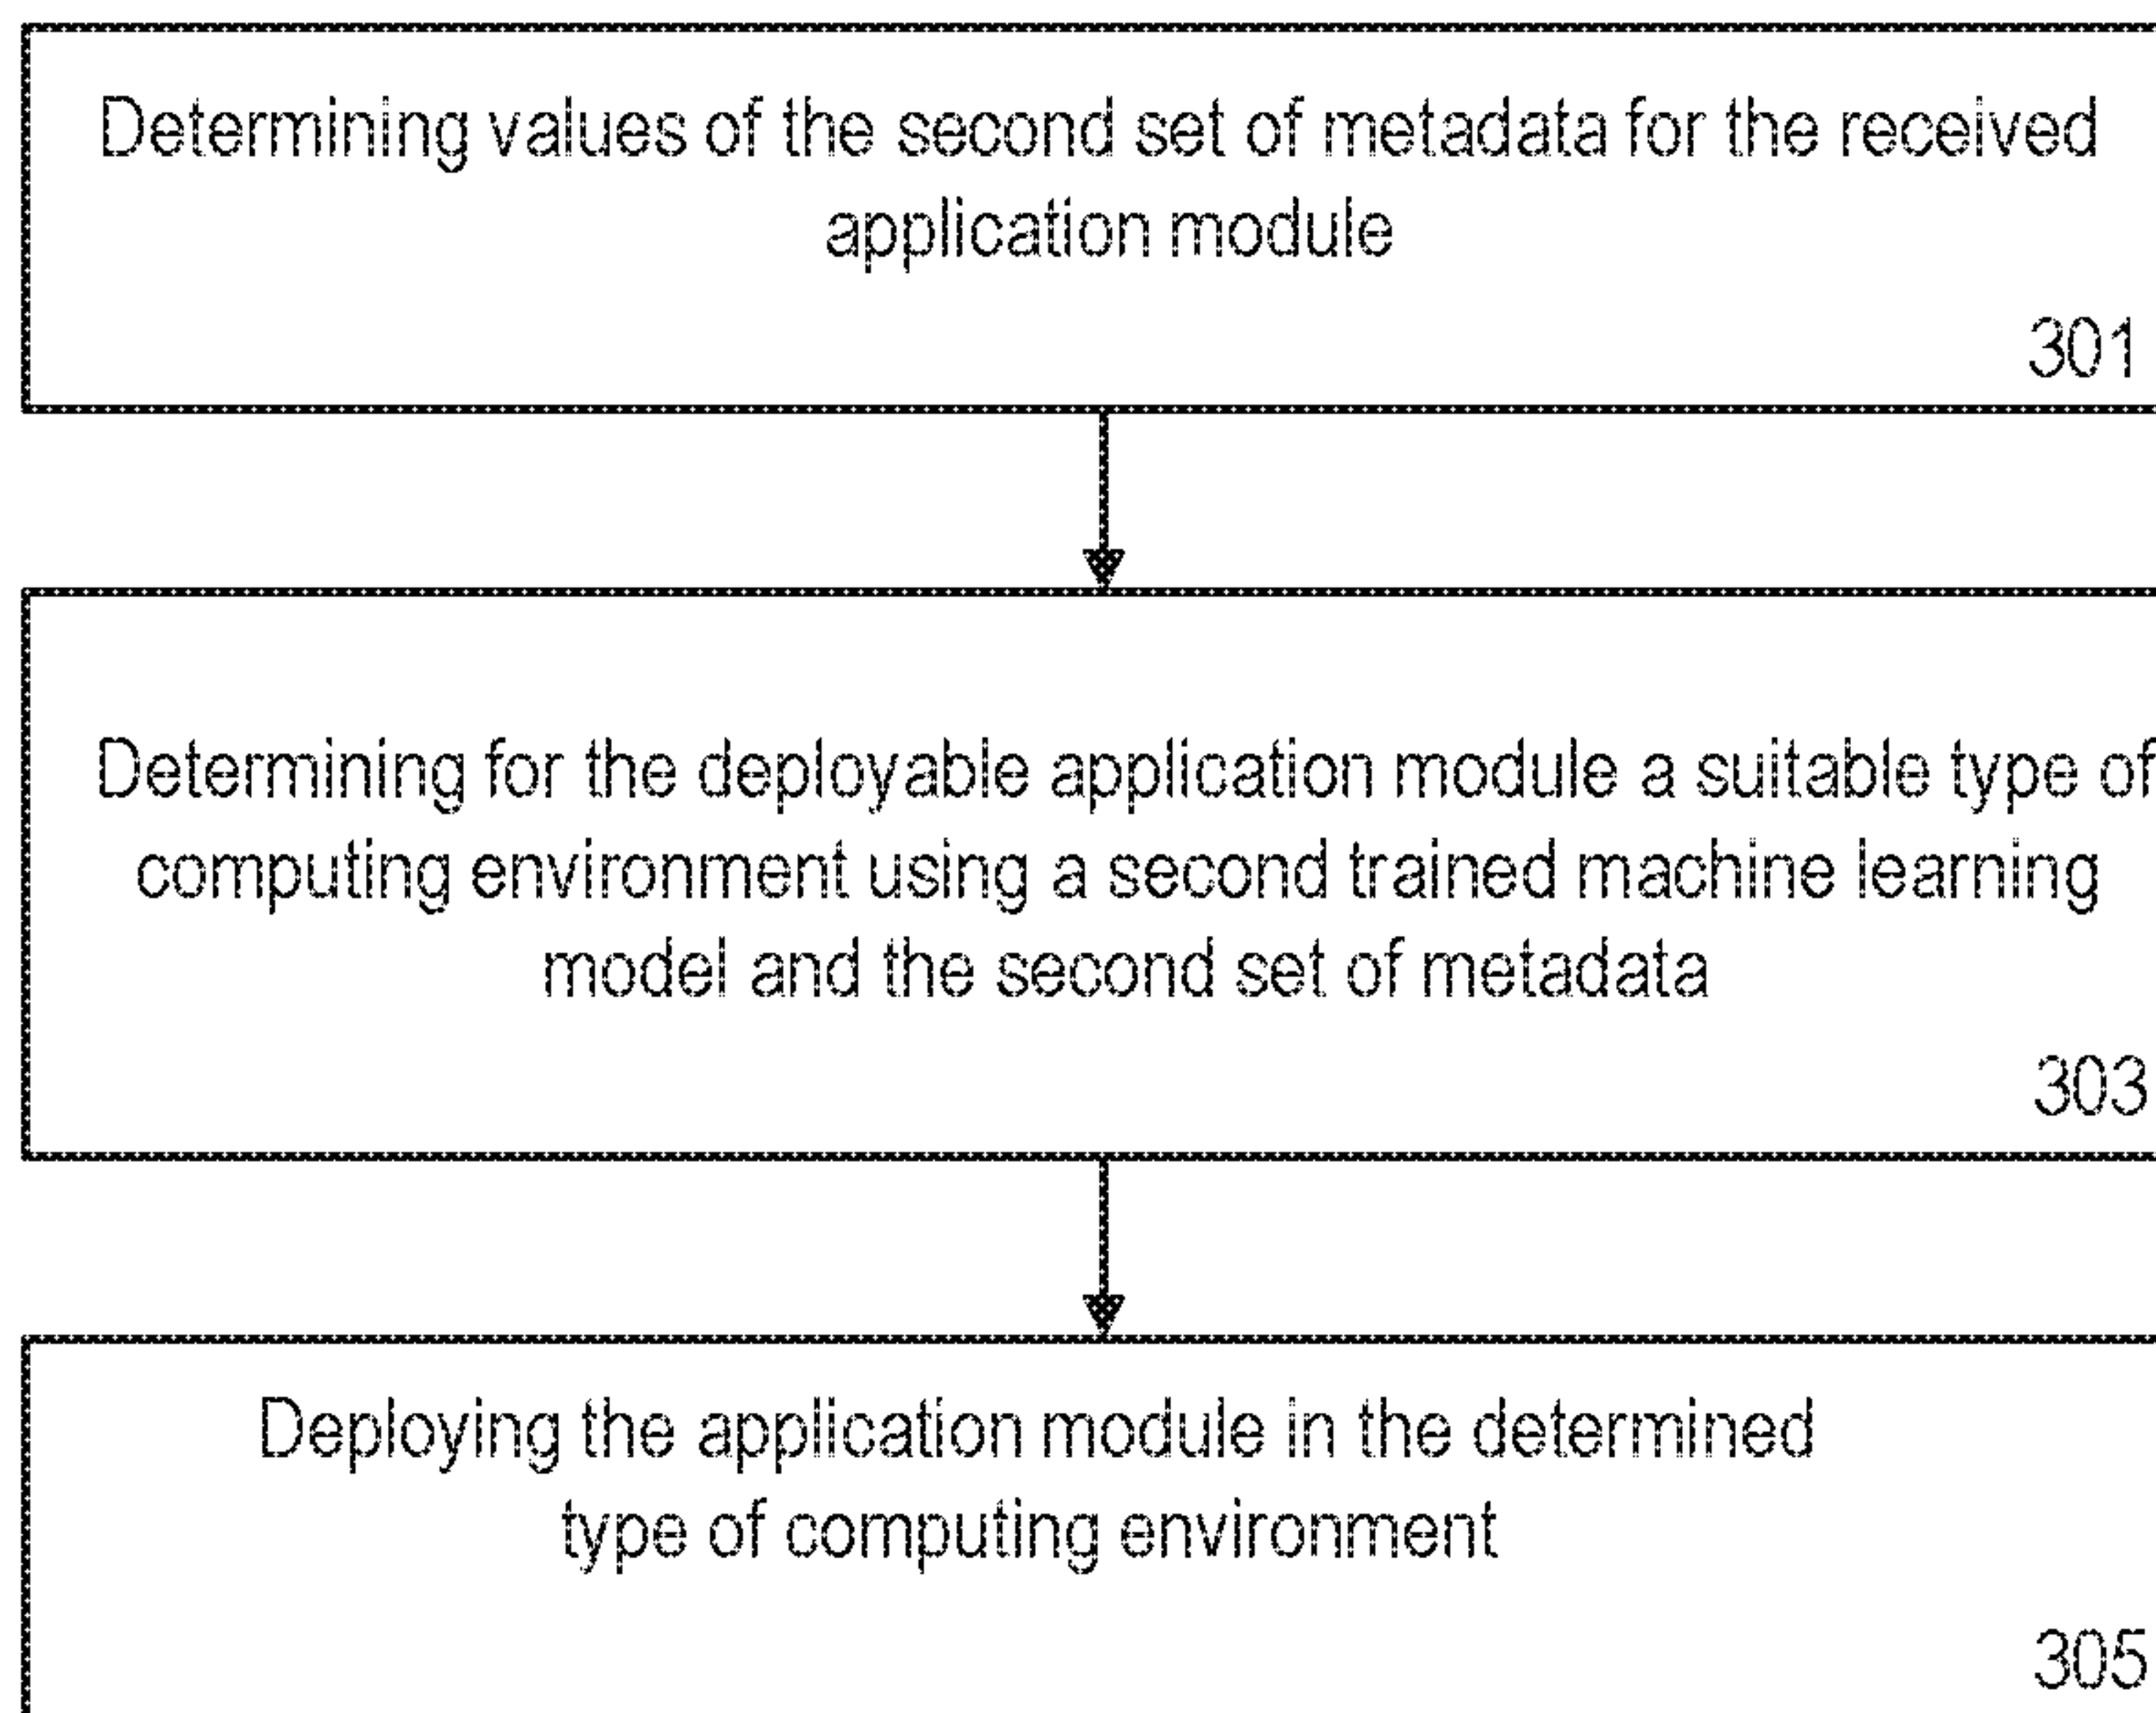 Determining values of the second set of metadata for the received
application module
301
Determining for the deployable application module a suitable type of
computing environment using a second trained machine learning
model and the second set of metadata
303
Deploying the application module in the determined
type of computing environment
305